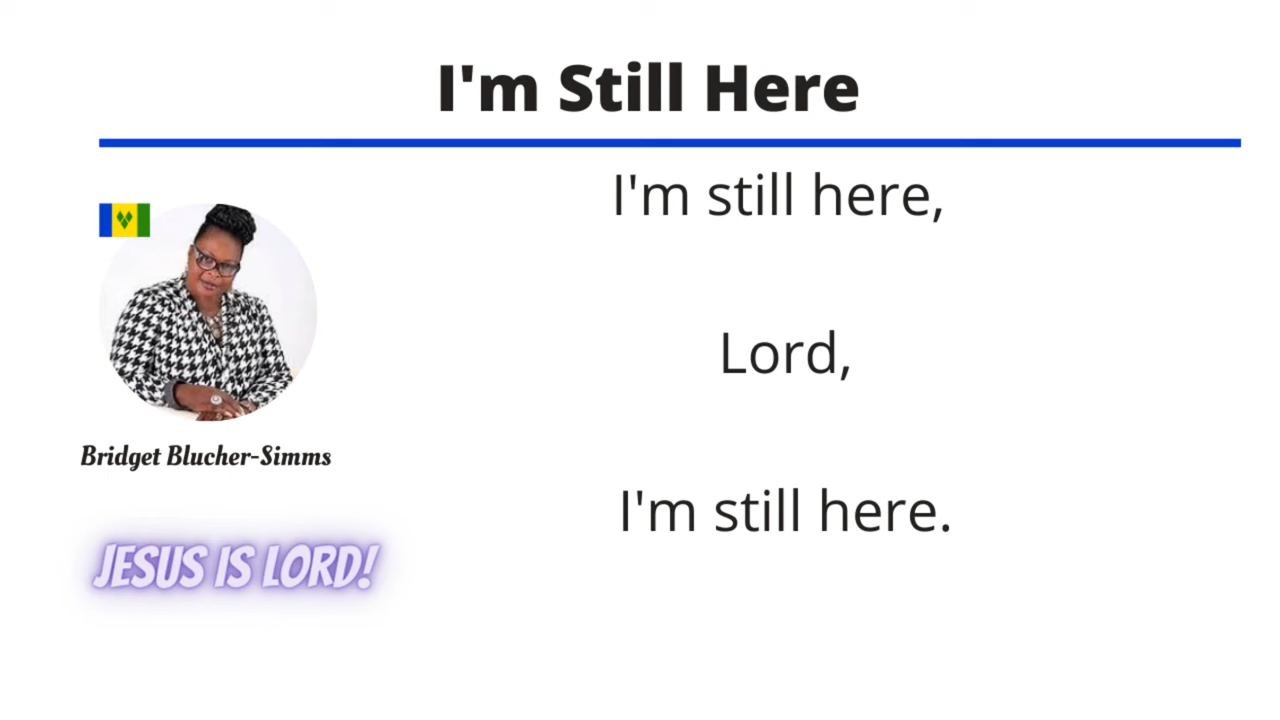 I'm Still Here
I'm still here,
Lord,
I'm still here.
Bridget Blucher-Simms
JESUS IS LORD!